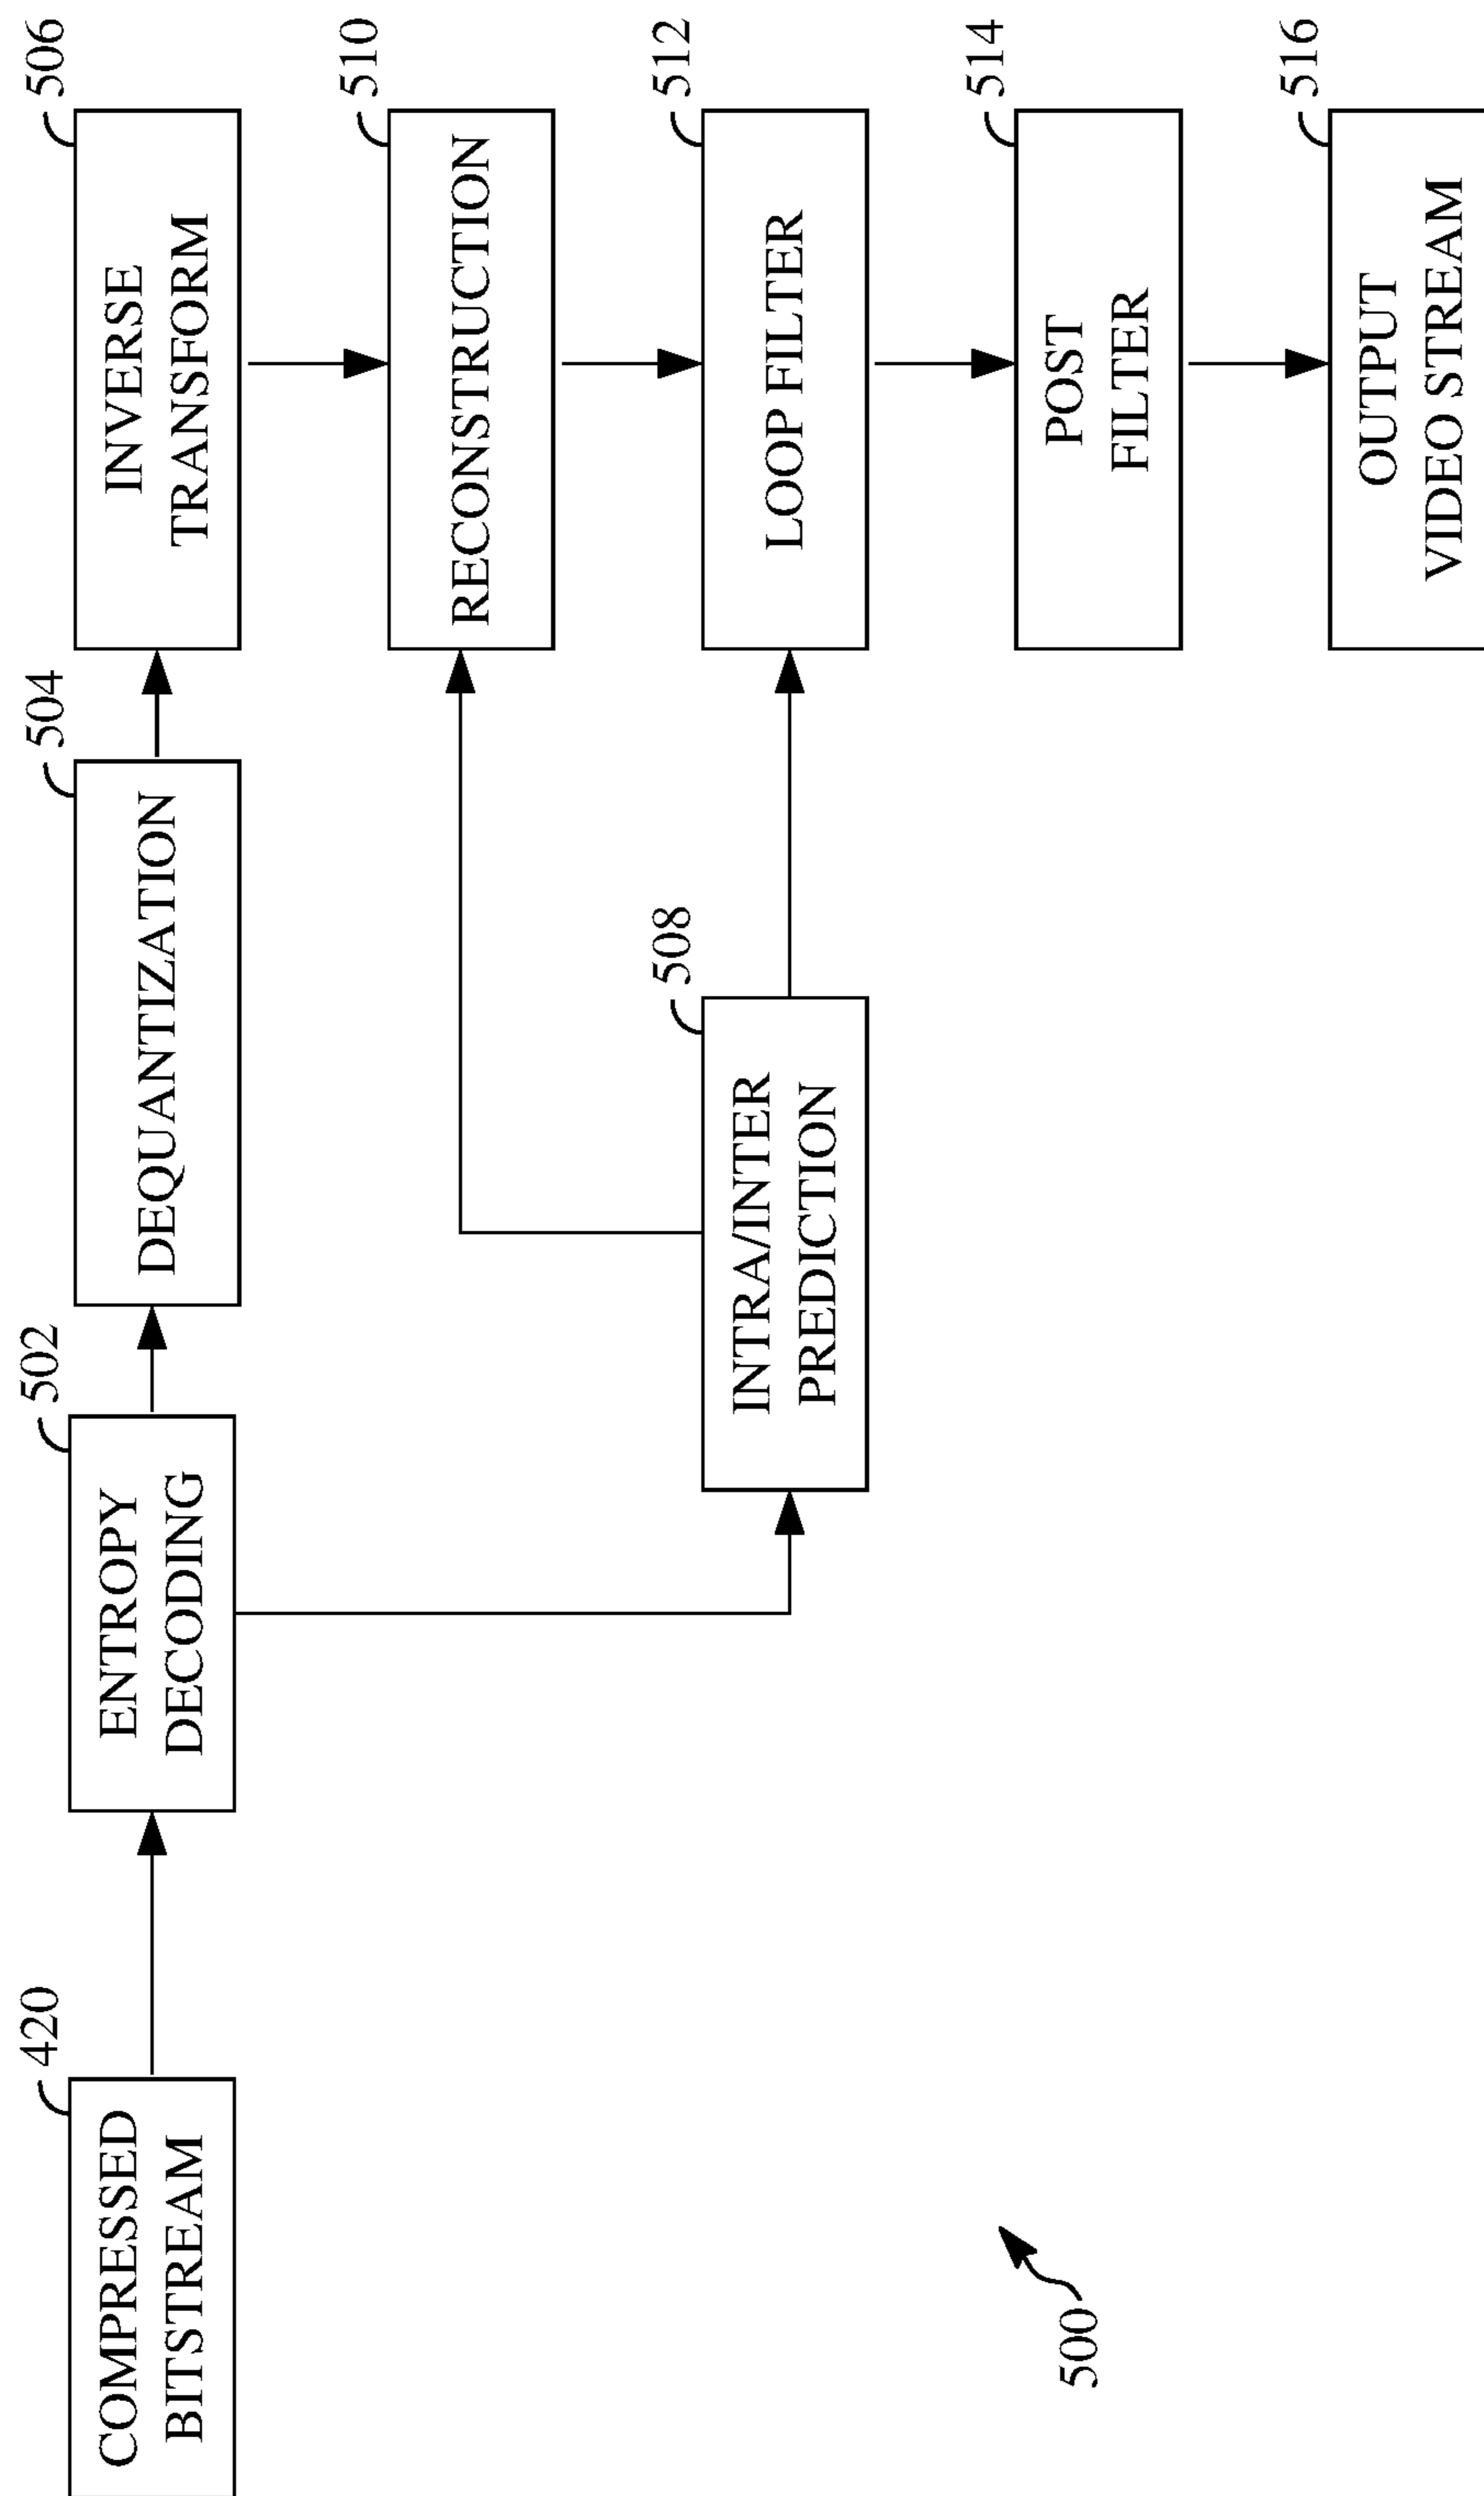 420
COMPRESSED
BITSTREAM
502
ENTROPY
DECODING
504
DEQUANTIZATION
506
INVERSE
TRANSFORM
510
RECONSTRUCTION
508
INTRA/INTER
PREDICTION
512
LOOP FILTER
514
POST
FILTER
516
OUTPUT
VIDEO STREAM
500